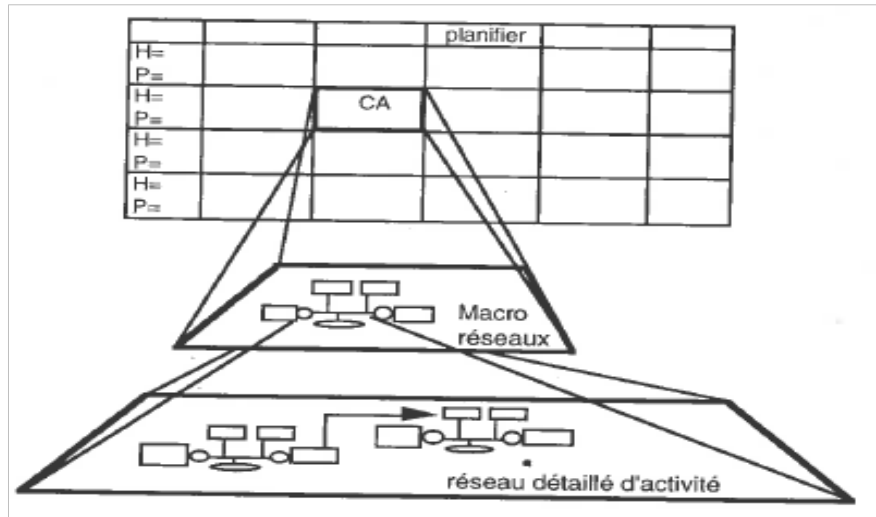 planifier
H=
P=
H=
CA
P=
H=
P=
H=
P=
Macro
réseaux
réseau détaillé d'activité